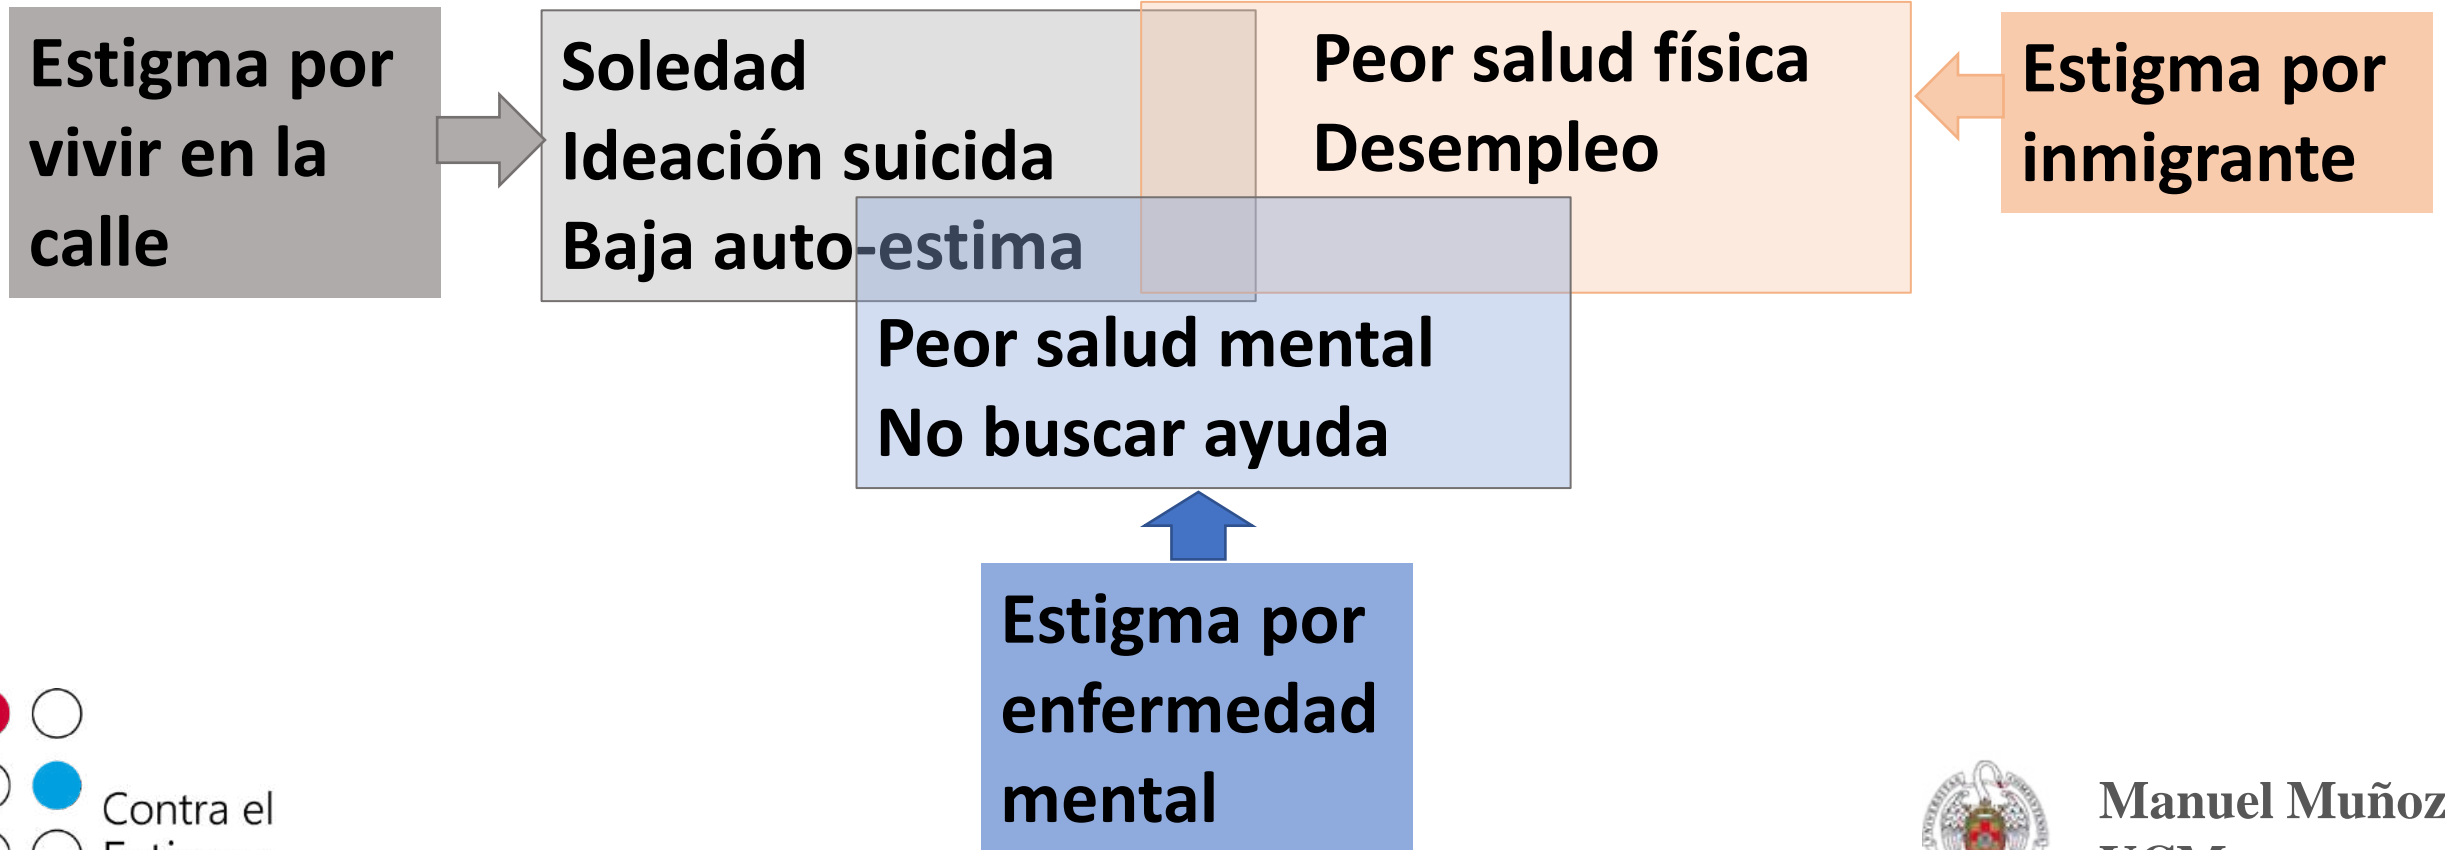 Estigma por
vivir en la
calle
Soledad
Ideación suicida
Baja auto-estima
Peor salud física
Desempleo
Estigma por
inmigrante
Peor salud mental
No buscar ayuda
Estigma por
enfermedad
mental
Contra el
Manuel Muñoz